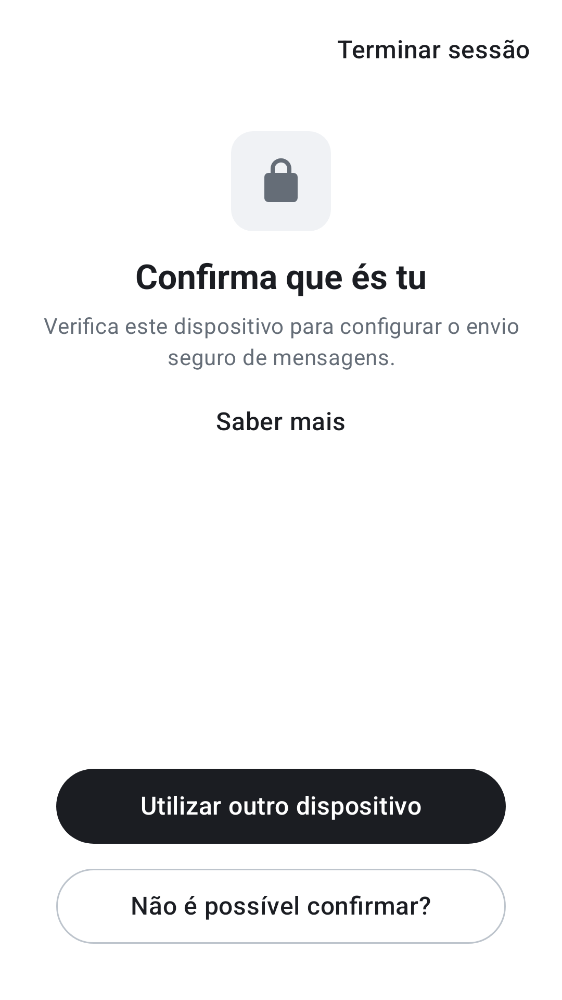 Terminar sessão
Confirma que és tu
Verifica este dispositivo para configurar o envio
seguro de mensagens.
Saber mais
Utilizar outro dispositivo
Não é possível confirmar?